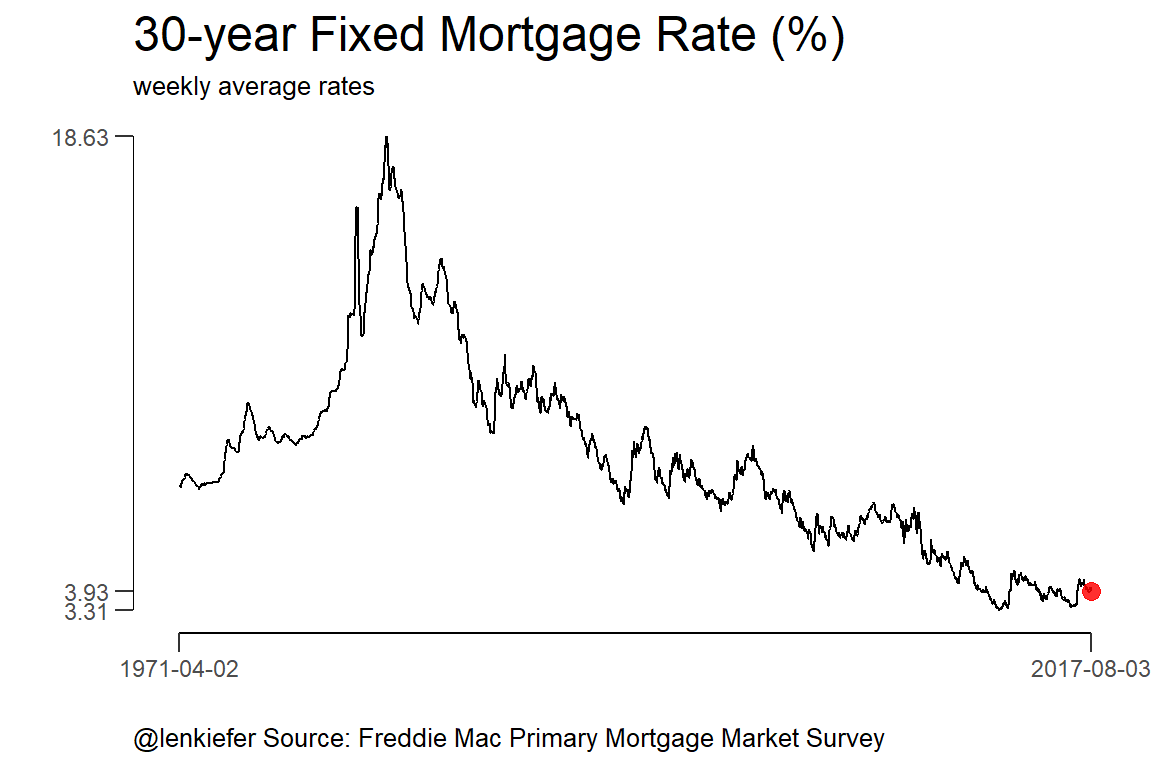 30-year Fixed Mortgage Rate (%)
weekly average rates
18.63
3.93
3.31
1971-04-02
2017-08-03
@lenkiefer Source: Freddie Mac Primary Mortgage Market Survey